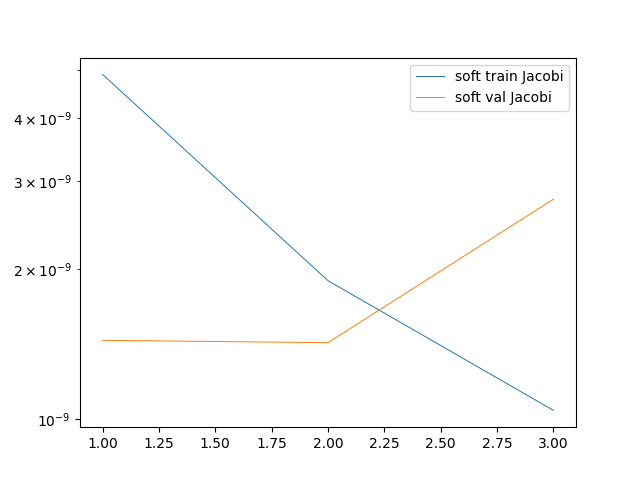 soft train Jacobi
soft val Jacobi
4 × 10⁻⁹
3 × 10⁻⁹
2 × 10⁻⁹
10⁻⁹
1.00 1.25 1.50 1.75 2.00 2.25 2.50 2.75 3.00